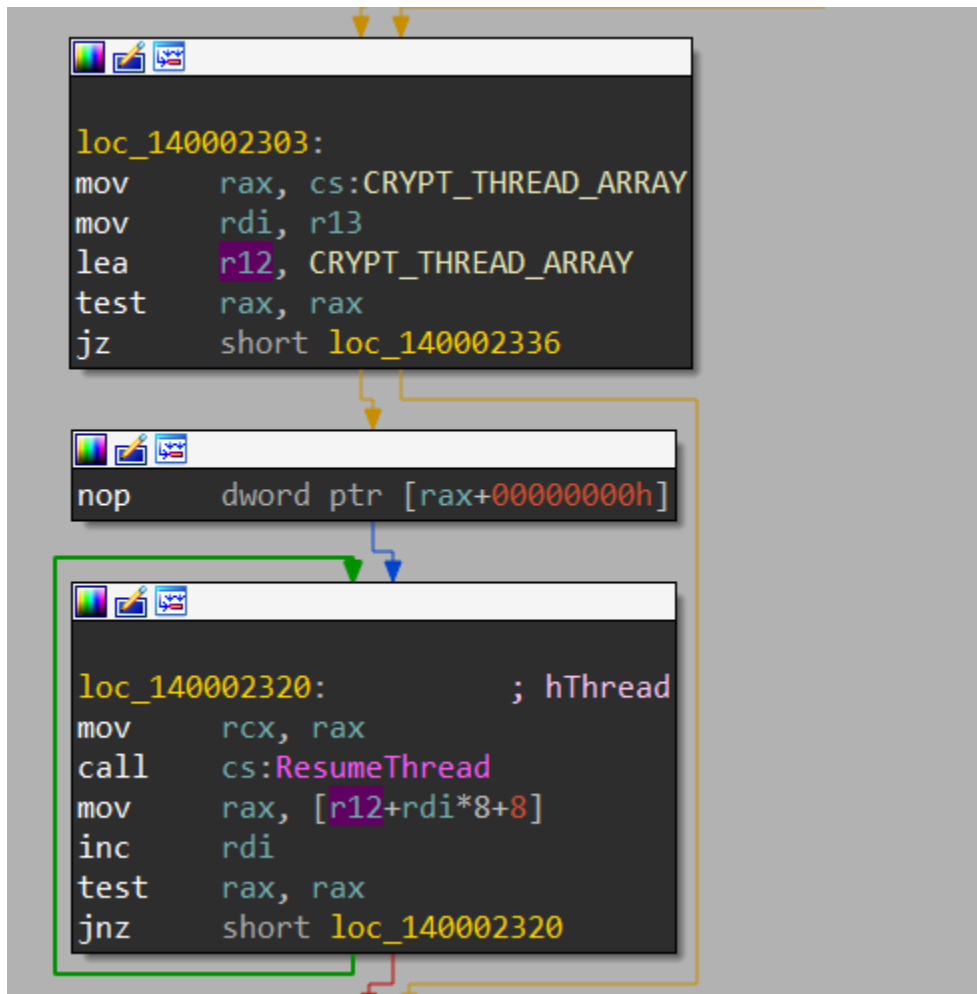 loc_140002303:
mov rax, cs:CRYPT_THREAD_ARRAY
mov rdi, r13
lea r12, CRYPT_THREAD_ARRAY
test rax, rax
jz short loc_140002336
nop dword ptr [rax+00000000h]
loc_140002320: ; hThread
mov rcx, rax
call cs:ResumeThread
mov rax, [r12+rdi*8+8]
inc rdi
test rax, rax
jnz short loc_140002320